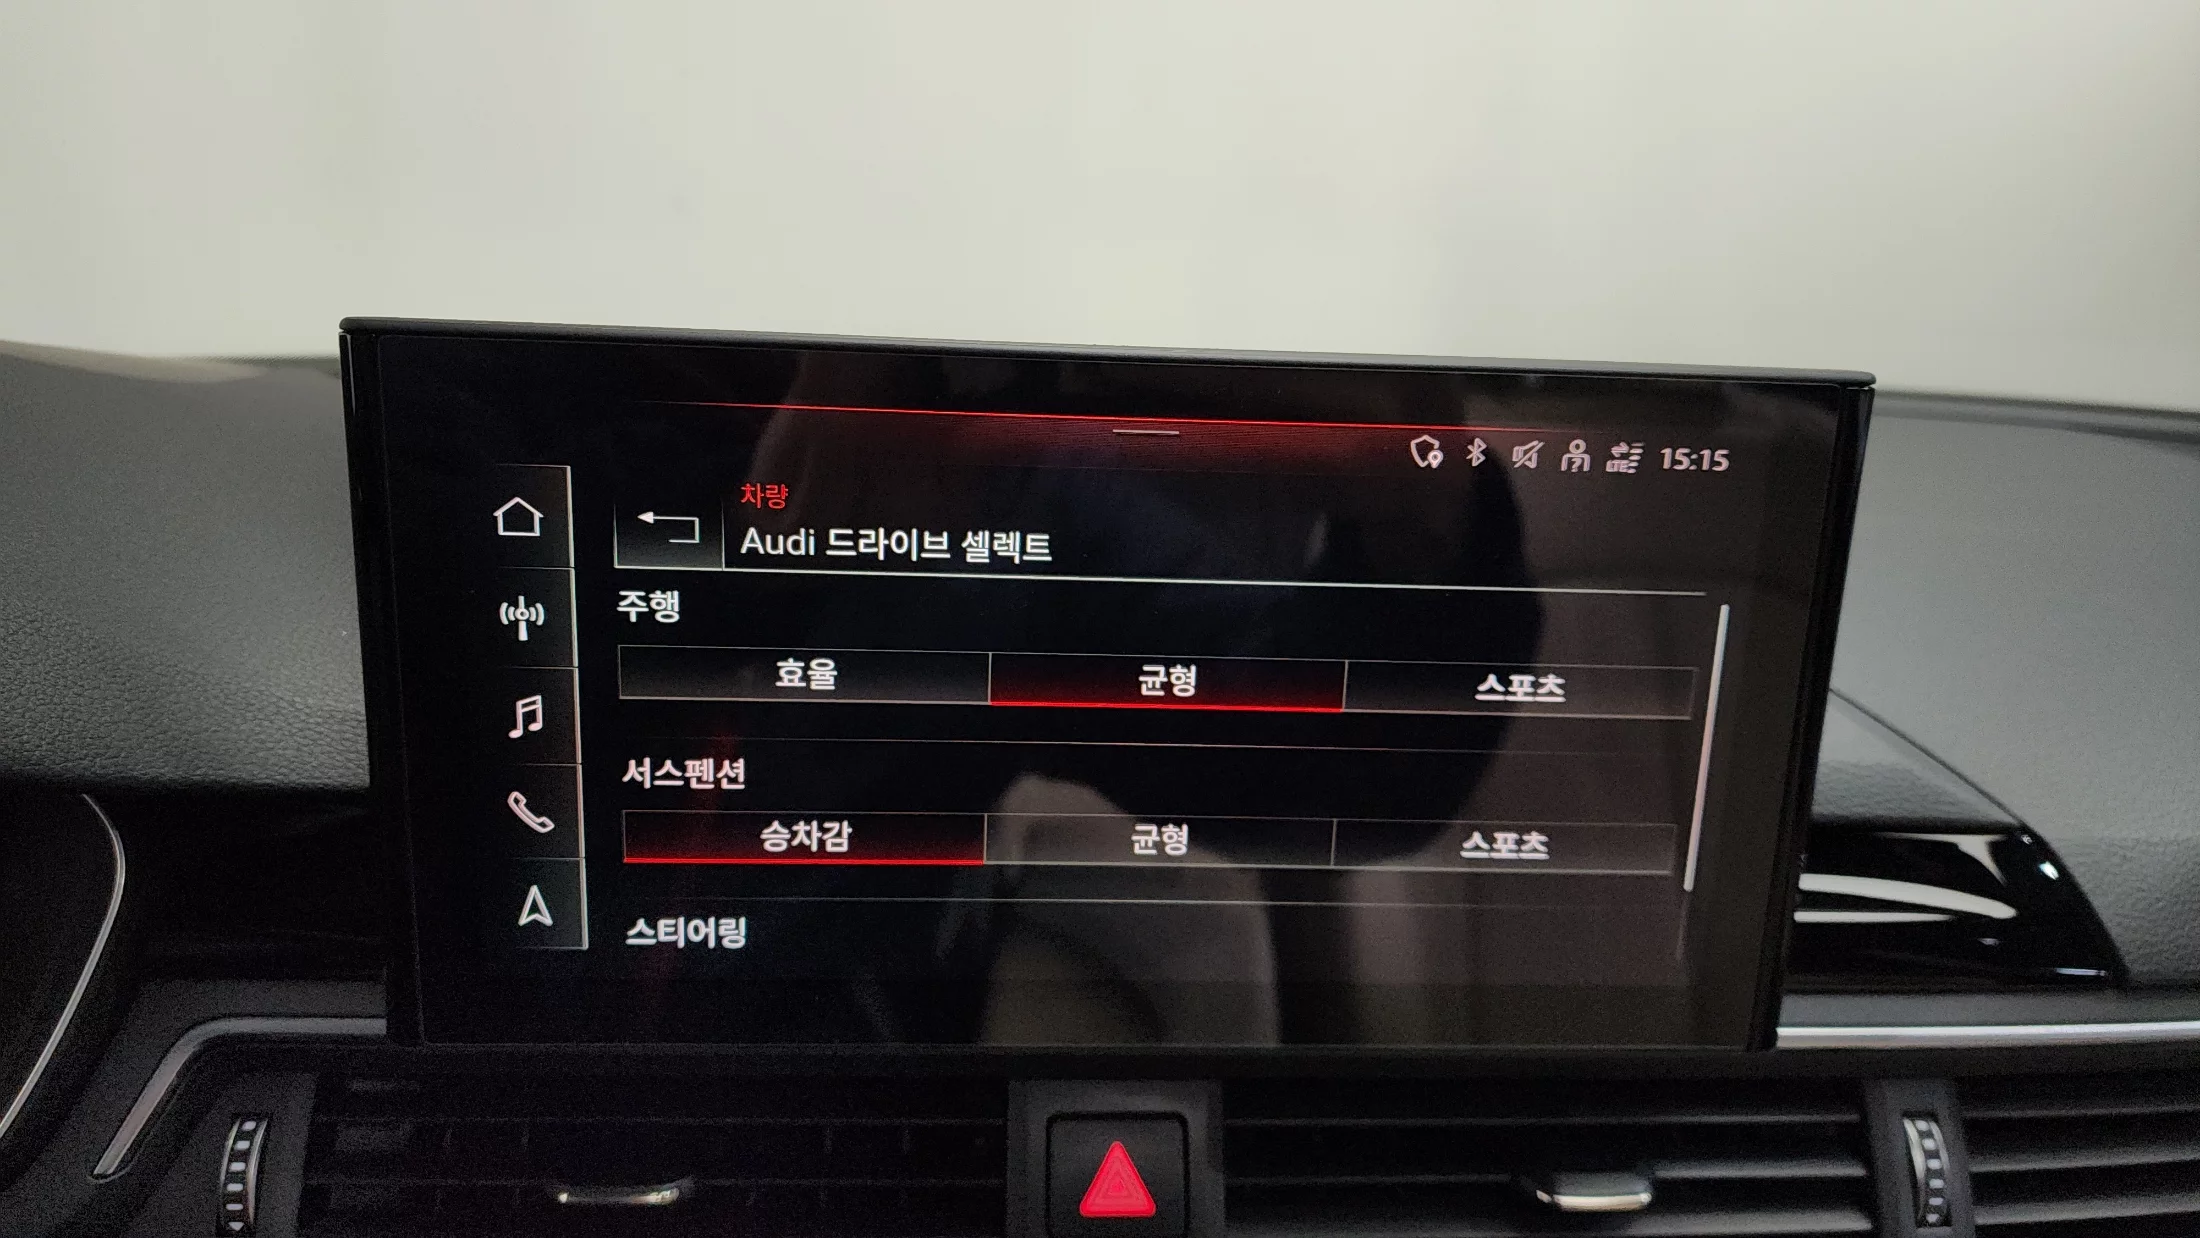 15:15
차량
Audi 드라이브 셀렉트
주행
효율 균형 스포츠
서스펜션
승차감 균형 스포츠
스티어링